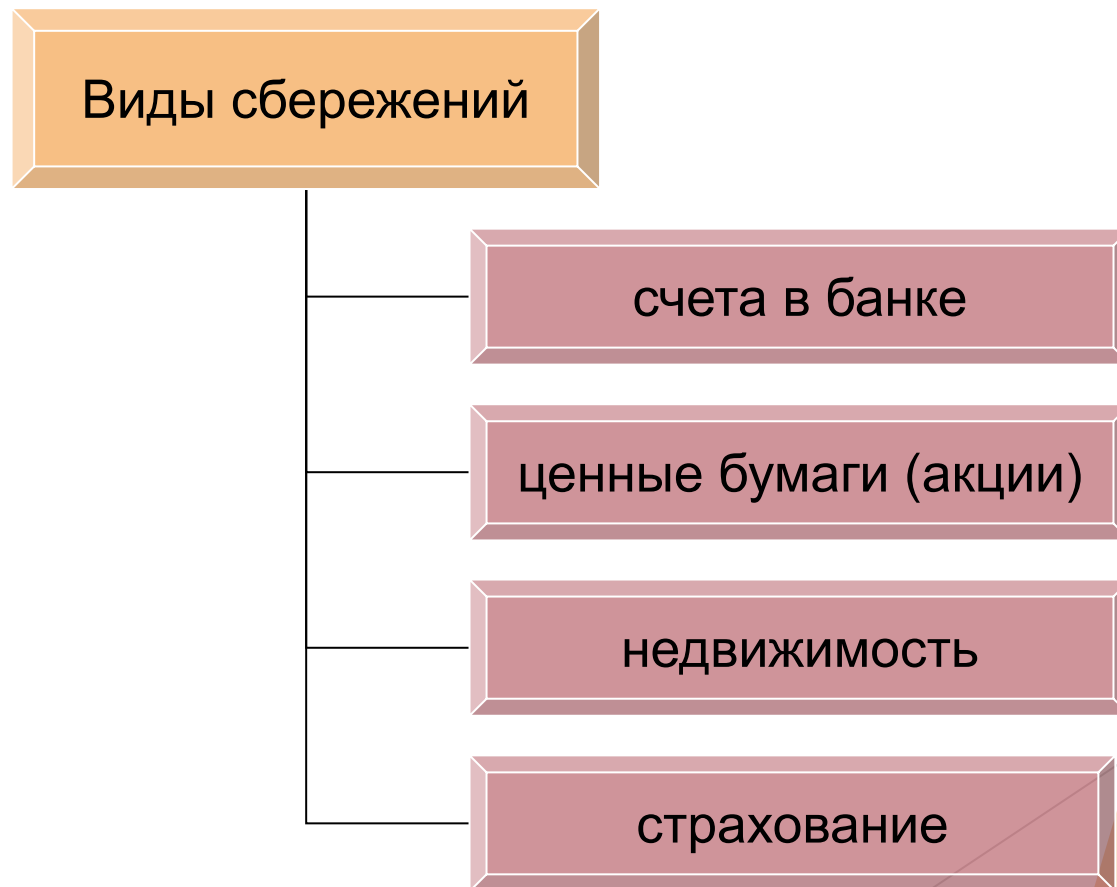 Виды сбережений
счета в банке
ценные бумаги (акции)
недвижимость
страхование